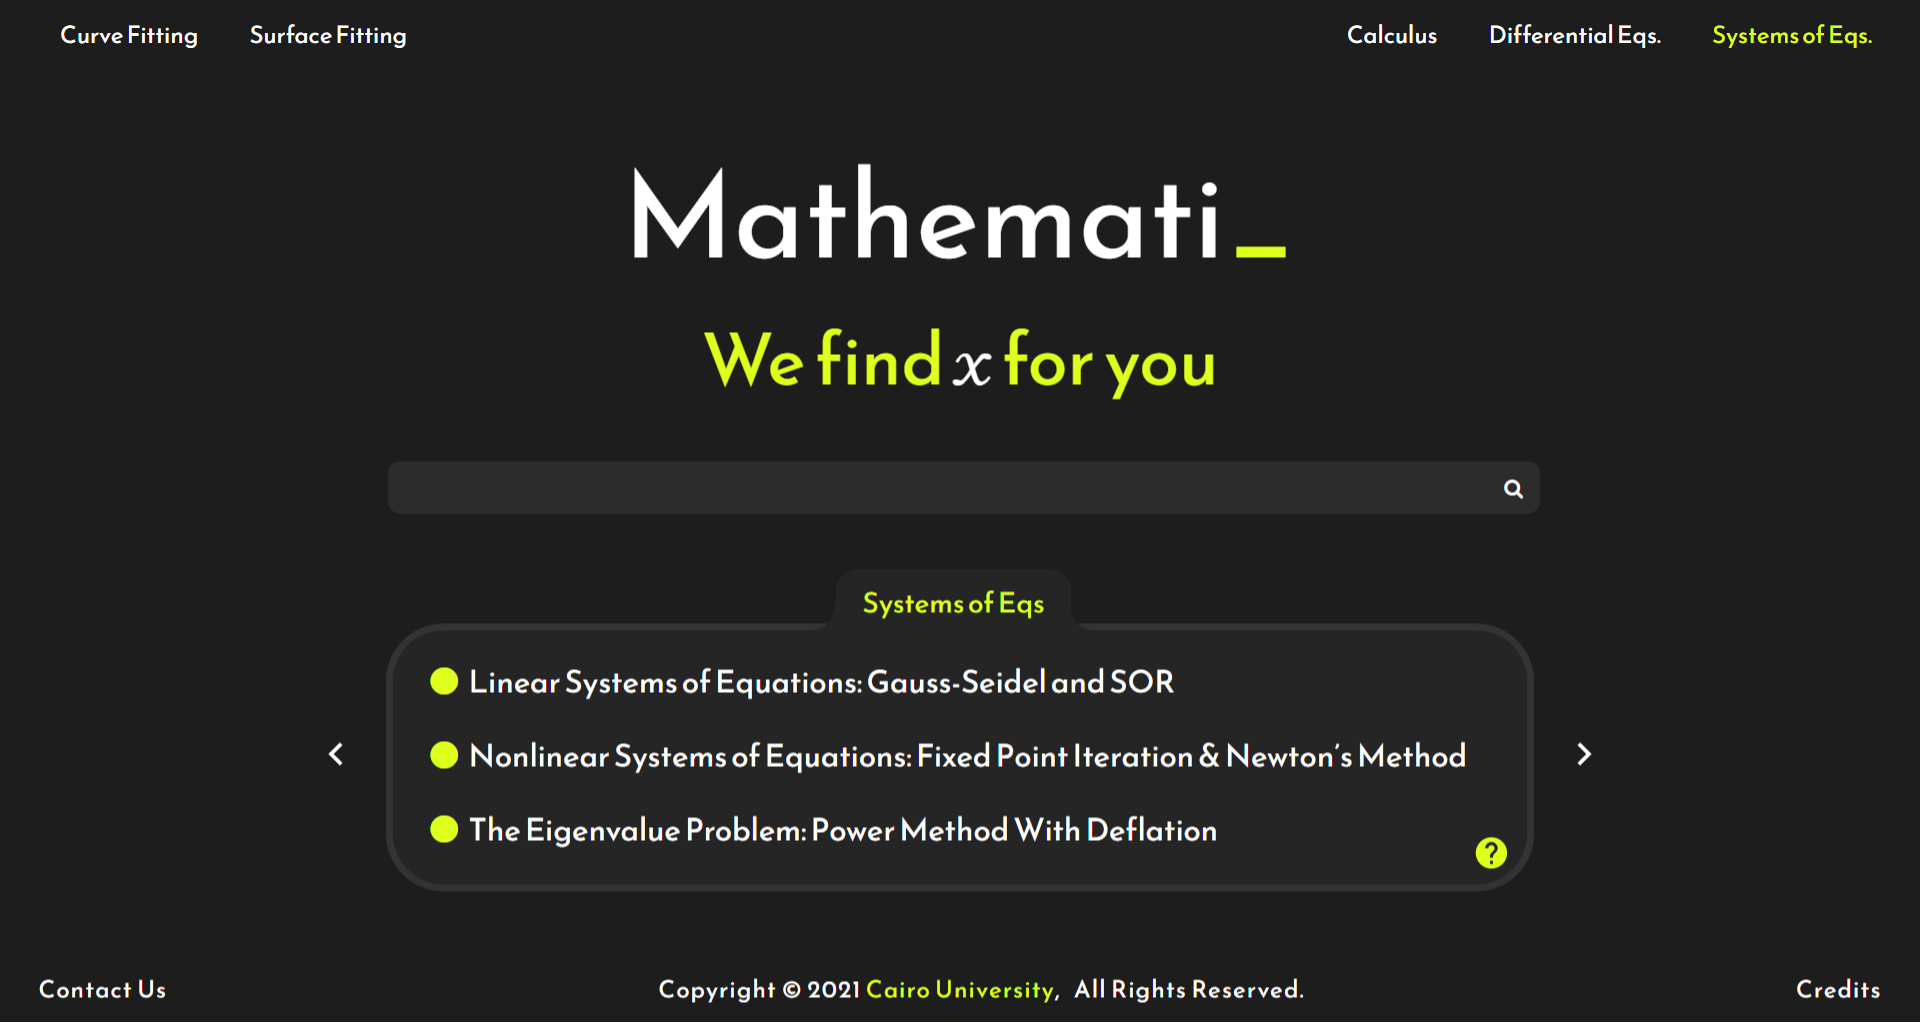 Curve Fitting Surface Fitting Calculus Differential Eqs. Systems of Eqs.
Mathemati_
We find x for you
Systems of Eqs
Linear Systems of Equations: Gauss-Seidel and SOR
Nonlinear Systems of Equations: Fixed Point Iteration & Newton's Method
The Eigenvalue Problem: Power Method With Deflation
?
Contact Us Copyright © 2021 Cairo University, All Rights Reserved. Credits